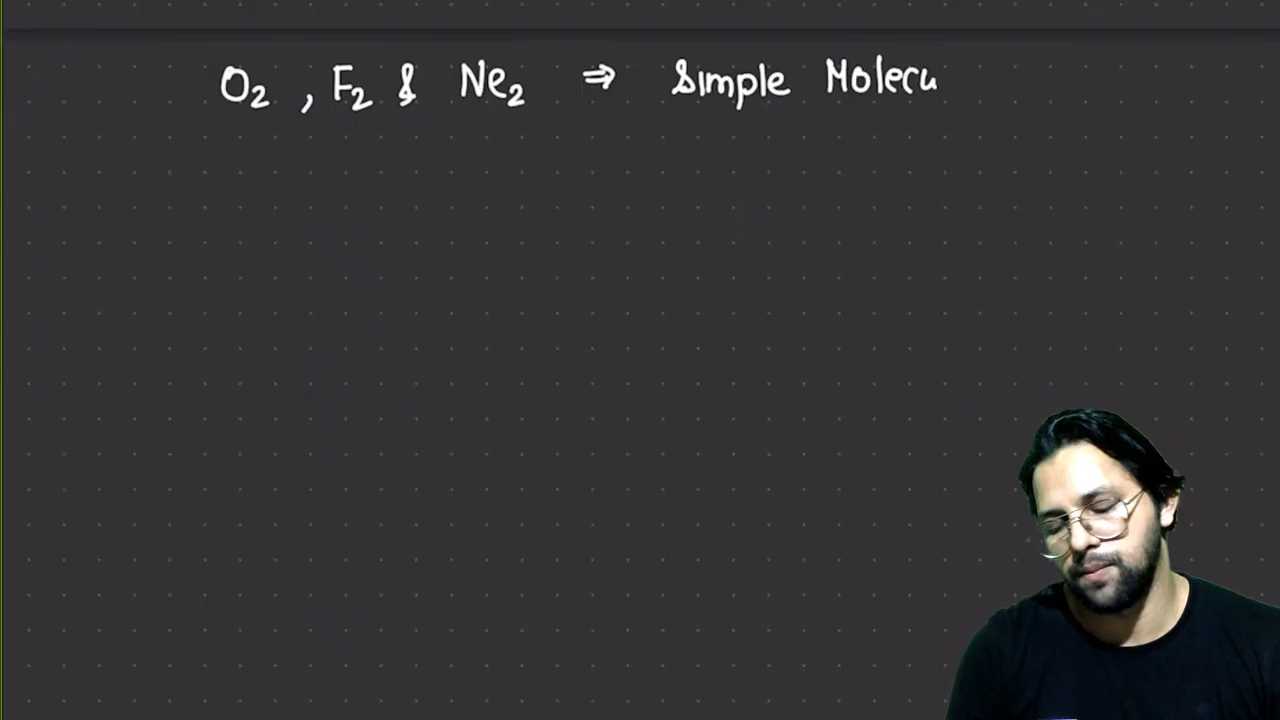 O₂ , F₂ & Ne₂ ⇒ Simple Molecu